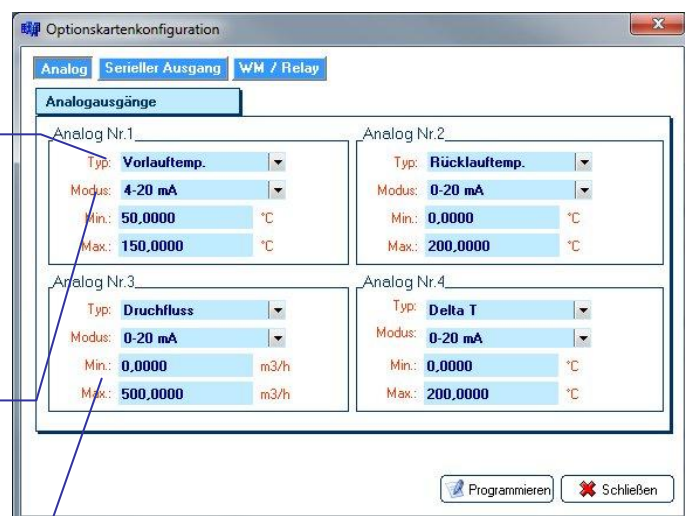 Optionskartenkonfiguration
Analog Serieller Ausgang WM / Relay
Analogausgänge
Analog Nr.1
Typ: Vorlauftemp.
Modus: 4-20 mA
Min.: 50,0000 °C
Max.: 150,0000 °C
Analog Nr.2
Typ: Rücklauftemp.
Modus: 0-20 mA
Min.: 0,0000 °C
Max.: 200,0000 °C
Analog Nr.3
Typ: Druchfluss
Modus: 0-20 mA
Min.: 0,0000 m3/h
Max.: 500,0000 m3/h
Analog Nr.4
Typ: Delta T
Modus: 0-20 mA
Min.: 0,0000 °C
Max.: 200,0000 °C
Programmieren Schließen